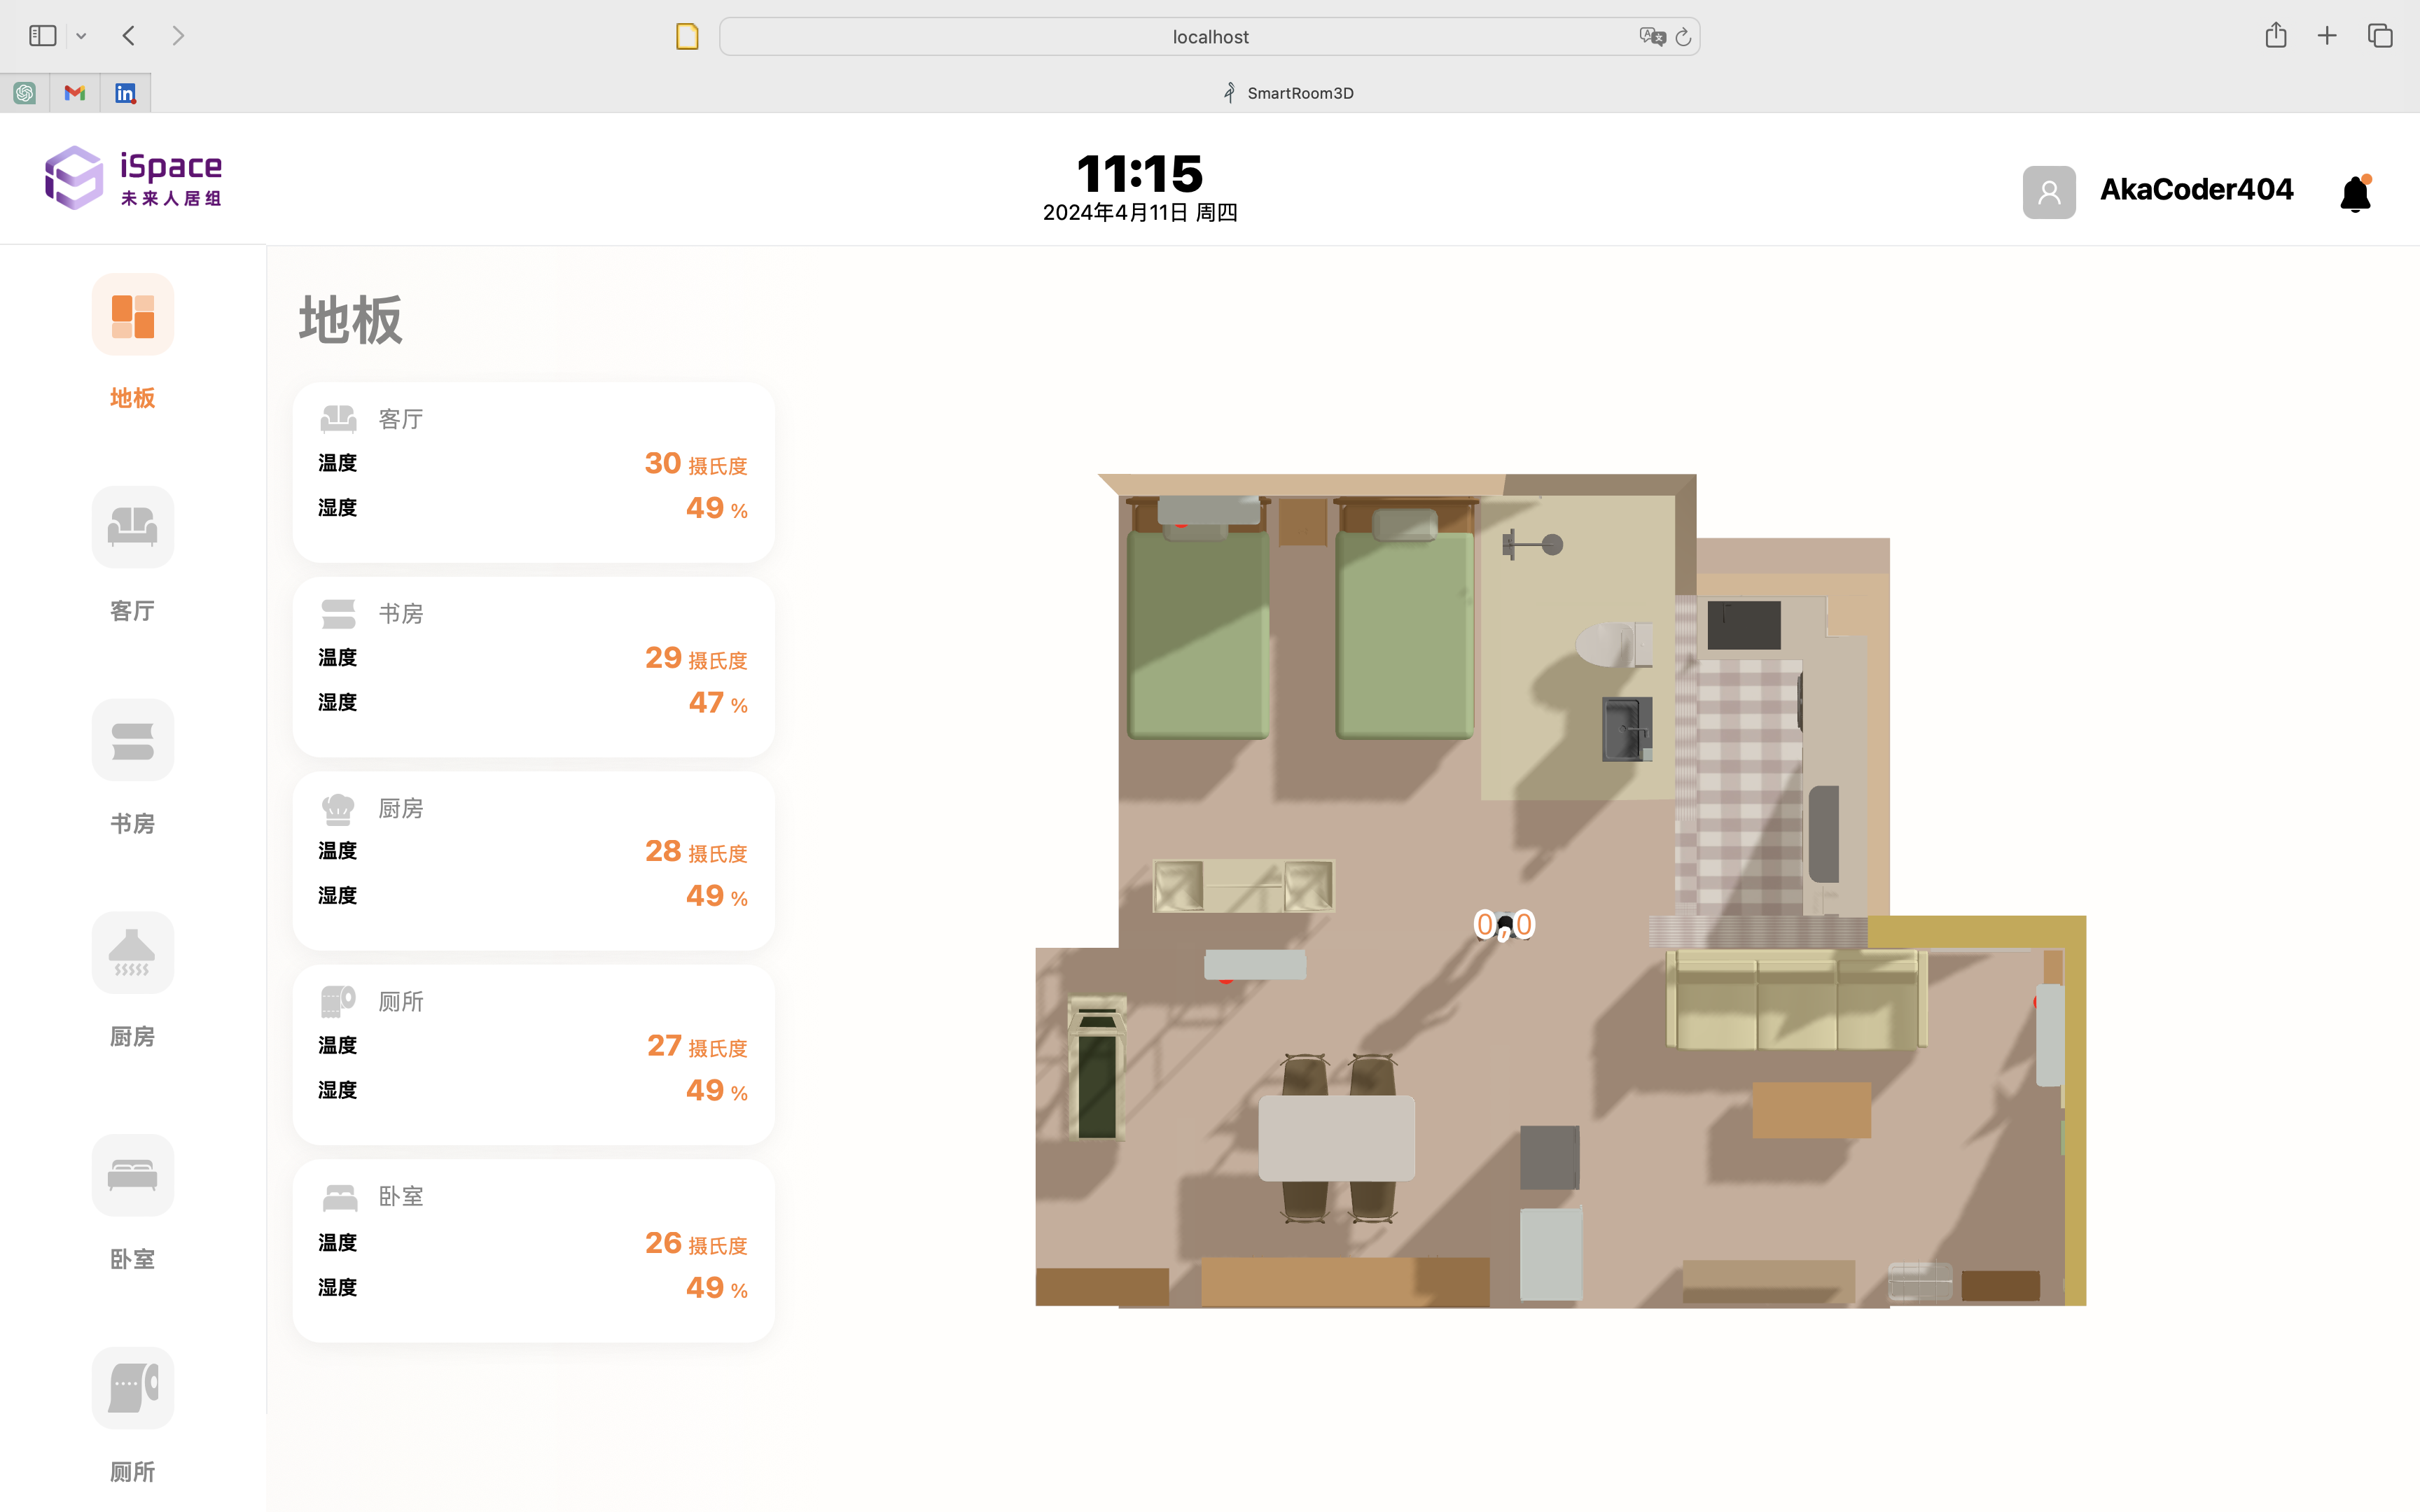 localhost
SmartRoom3D
iSpace
未来人居组
11:15
2024年4月11日 周四
AkaCoder404
地板
客厅
书房
厨房
卧室
厕所
地板
客厅
温度 30 摄氏度
湿度 49 %
书房
温度 29 摄氏度
湿度 47 %
厨房
温度 28 摄氏度
湿度 49 %
厕所
温度 27 摄氏度
湿度 49 %
卧室
温度 26 摄氏度
湿度 49 %
0,0